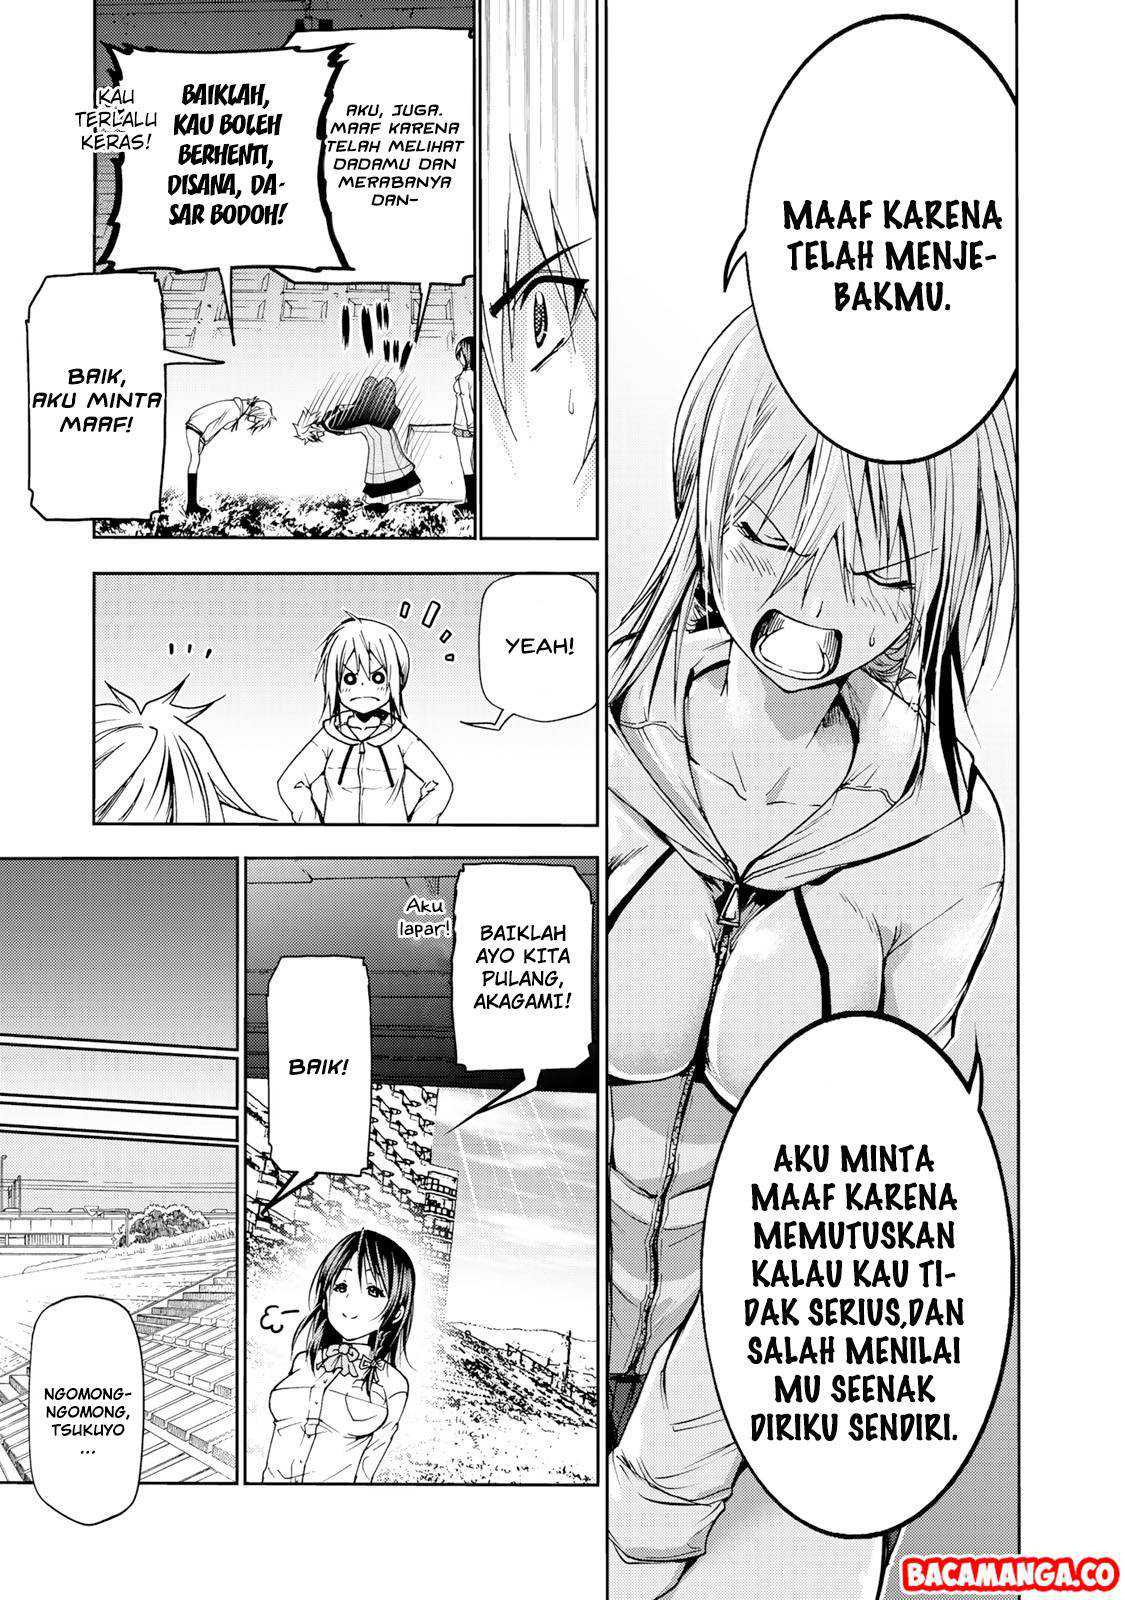 MAAF KARENA
TELAH MENJE-
BAKMU.
AKU MINTA
MAAF KARENA
MEMUTUSKAN
KALAU KAU TI-
DAK SERIUS,DAN
SALAH MENILAI
MU SEENAK
DIRIKU SENDIRI.
AKU, JUGA.
MAAF KARENA
TELAH MELIHAT
DADAMU DAN
MERABANYA
DAN-
BAIKLAH,
KAU BOLEH
BERHENTI,
DISANA, DA-
SAR BODOH!
KAU
TERLALU
KERAS!
BAIK,
AKU MINTA
MAAF!
YEAH!
BAIKLAH
AYO KITA
PULANG,
AKAGAMI!
Aku
lapar!
BAIK!
NGOMONG-
NGOMONG,
TSUKUYO
...
BACAMANGA.CO